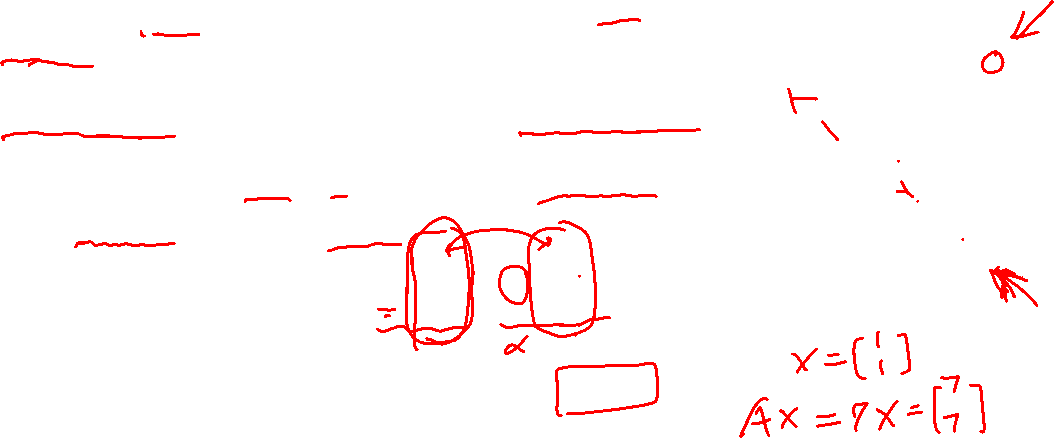 α
x = [1 1]
Ax = 7x = [7 7]